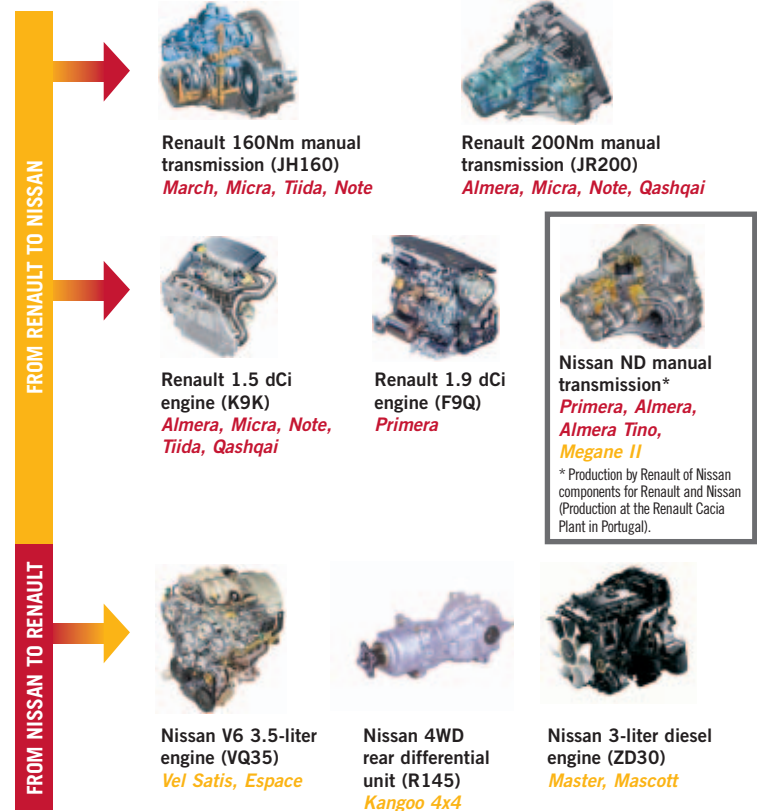 FROM RENAULT TO NISSAN
Renault 160Nm manual
transmission (JH160)
March, Micra, Tiida, Note
Renault 200Nm manual
transmission (JR200)
Almera, Micra, Note, Qashqai
Renault 1.5 dCi
engine (K9K)
Almera, Micra, Note,
Tiida, Qashqai
Renault 1.9 dCi
engine (F9Q)
Primera
Nissan ND manual
transmission*
Primera, Almera,
Almera Tino,
Megane II
* Production by Renault of Nissan
components for Renault and Nissan
(Production at the Renault Cacia
Plant in Portugal).
FROM NISSAN TO RENAULT
Nissan V6 3.5-liter
engine (VQ35)
Vel Satis, Espace
Nissan 4WD
rear differential
unit (R145)
Kangoo 4x4
Nissan 3-liter diesel
engine (ZD30)
Master, Mascott